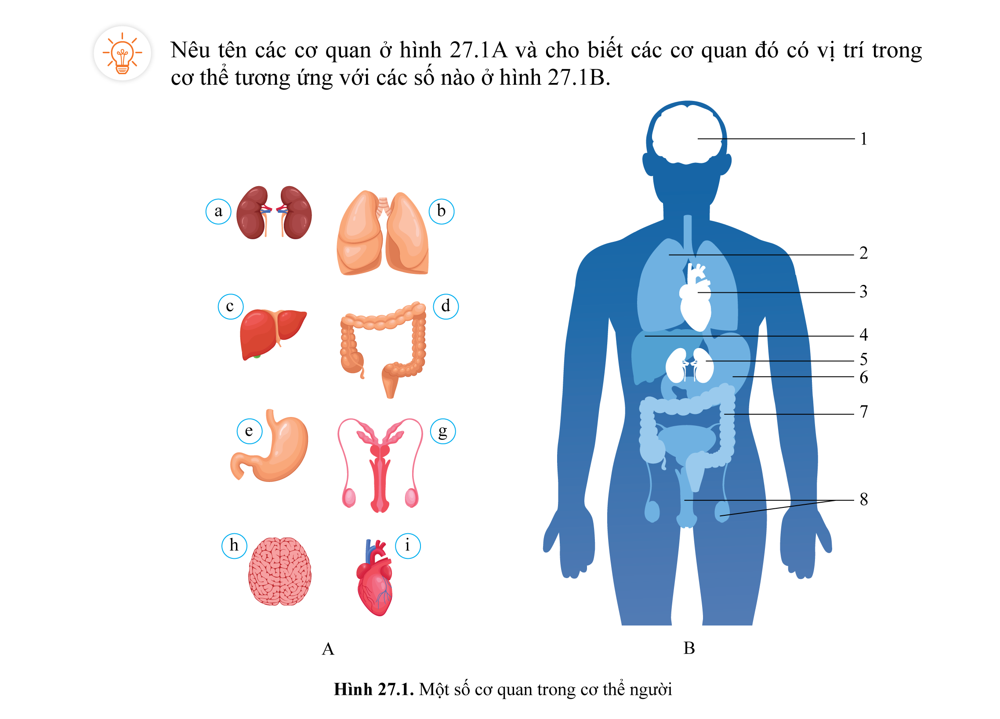 Nêu tên các cơ quan ở hình 27.1A và cho biết các cơ quan đó có vị trí trong
cơ thể tương ứng với các số nào ở hình 27.1B.
a
b
c
d
e
g
h
i
1
2
3
4
5
6
7
8
A
B
Hình 27.1. Một số cơ quan trong cơ thể người